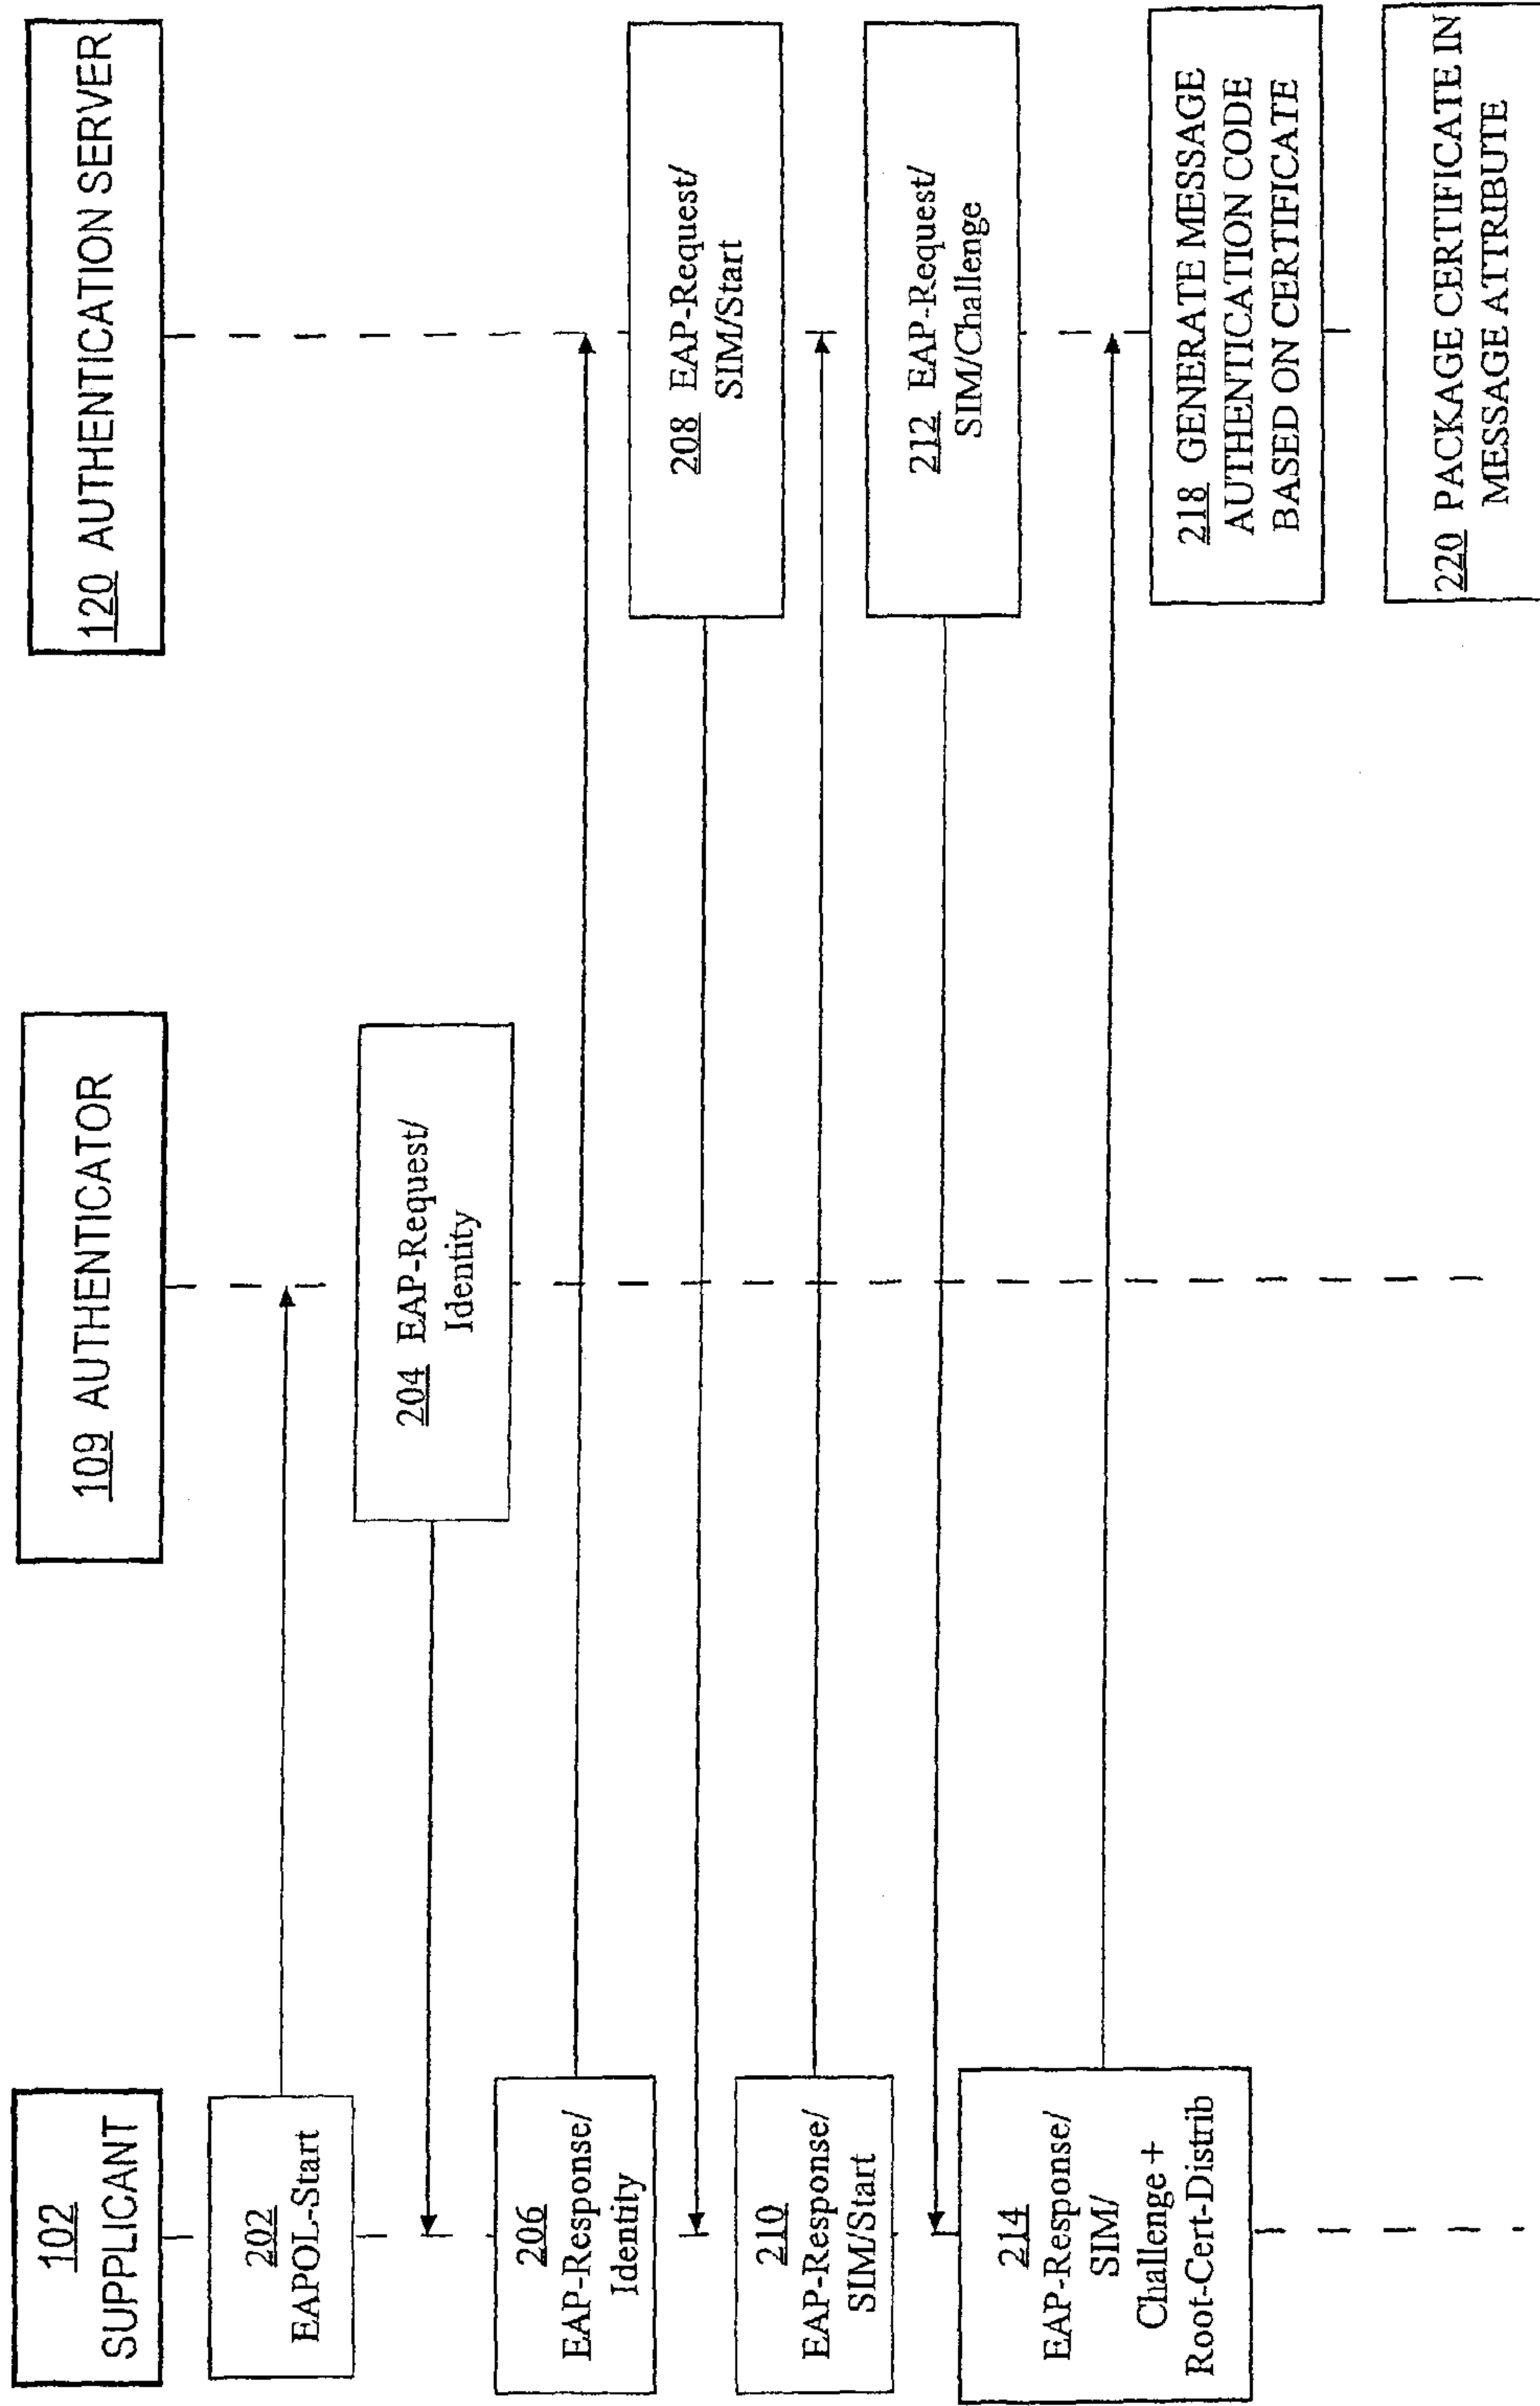 102
SUPPLICANT
109 AUTHENTICATOR
120 AUTHENTICATION SERVER
202
EAPOL-Start
204 EAP-Request/
Identity
206
EAP-Response/
Identity
208 EAP-Request/
SIM/Start
210
EAP-Response/
SIM/Start
212 EAP-Request/
SIM/Challenge
214
EAP-Response/
SIM/
Challenge +
Root-Cert-Distrib
218 GENERATE MESSAGE
AUTHENTICATION CODE
BASED ON CERTIFICATE
220 PACKAGE CERTIFICATE IN
MESSAGE ATTRIBUTE